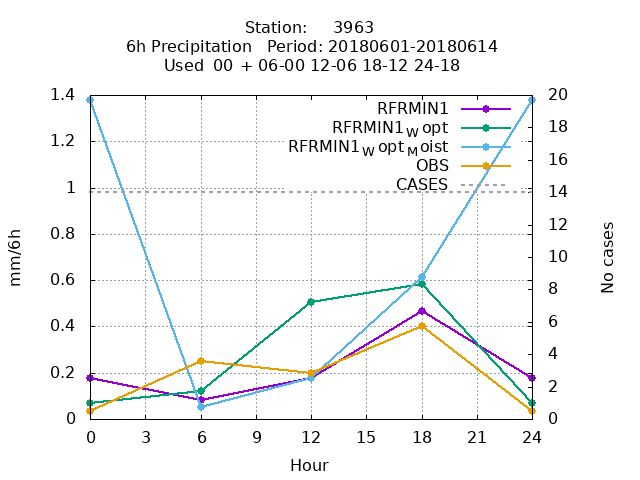 Station: 3963
6h Precipitation Period: 20180601-20180614
Used 00 + 06-00 12-06 18-12 24-18
RFRMIN1
RFRMIN1WOpt
RFRMIN1WOptMoist
OBS
CASES
mm/6h
1.4
1.2
1
0.8
0.6
0.4
0.2
0
20
18
16
14
12
10
8
6
4
2
0
No cases
0 3 6 9 12 15 18 21 24
Hour